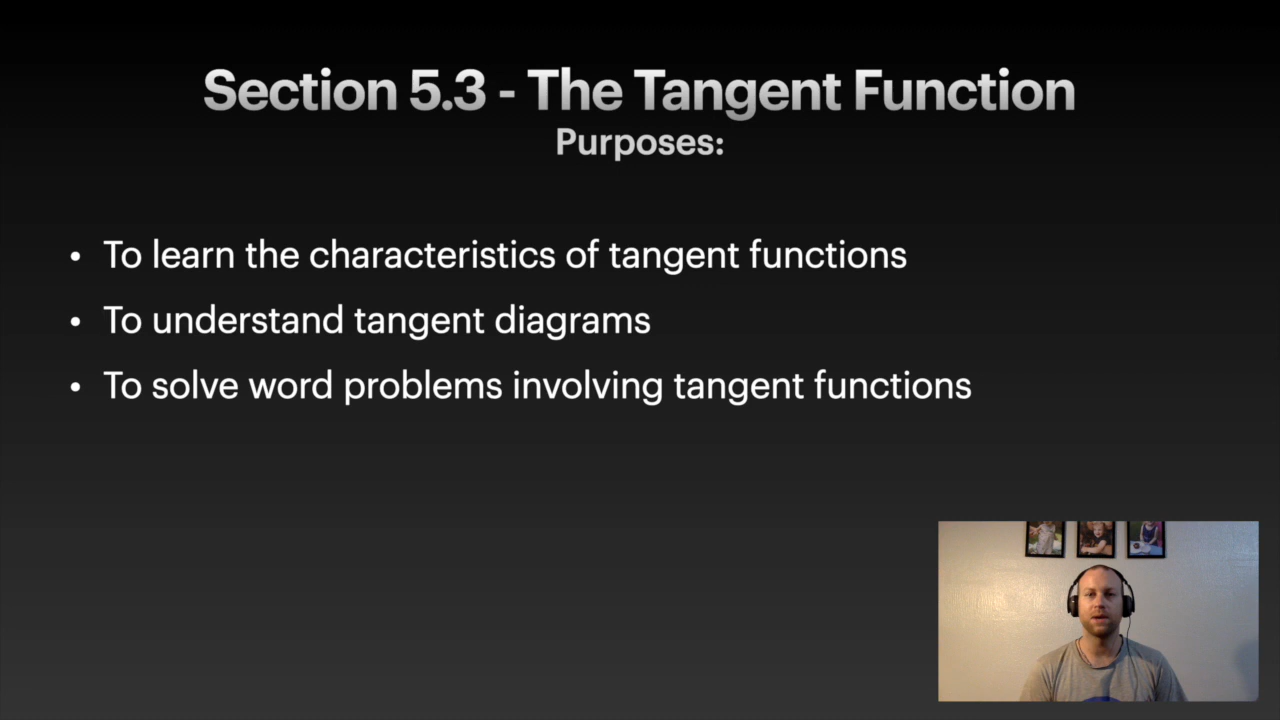 Section 5.3 - The Tangent Function
Purposes:
• To learn the characteristics of tangent functions
• To understand tangent diagrams
• To solve word problems involving tangent functions